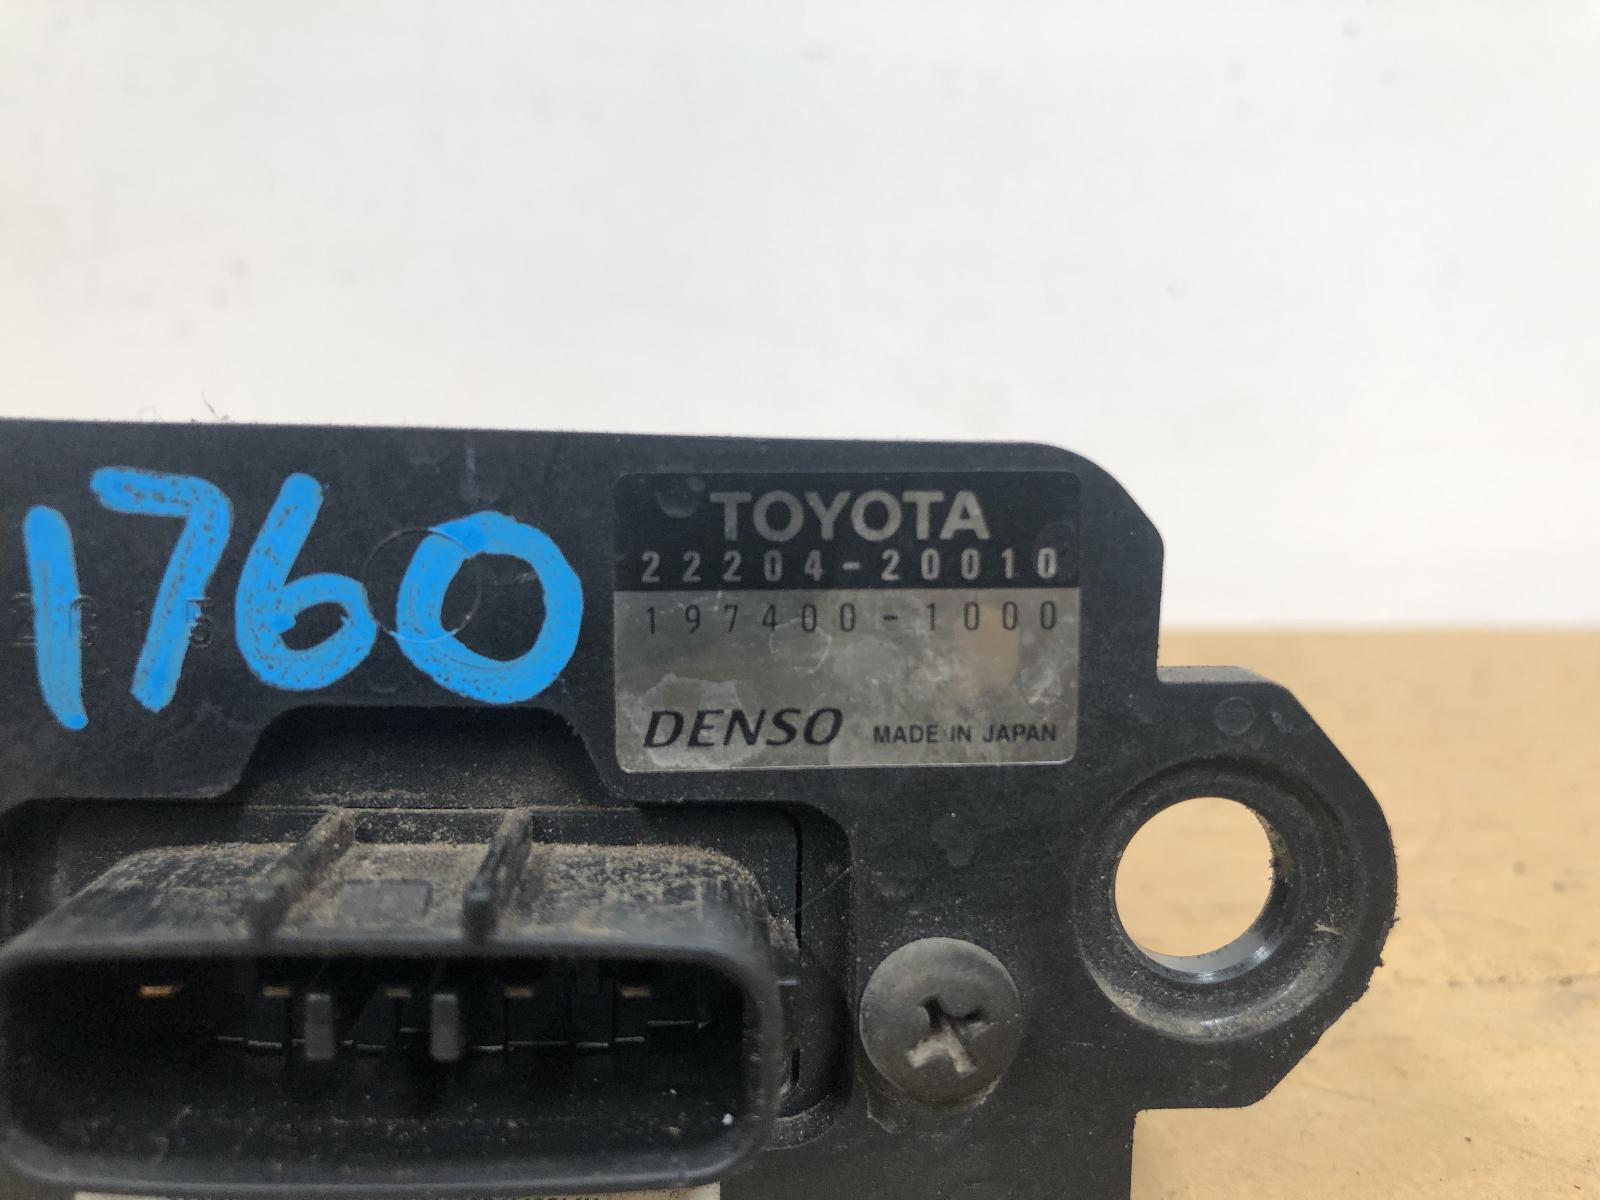 1760
TOYOTA
22204-20010
197400-1000
DENSO MADE IN JAPAN